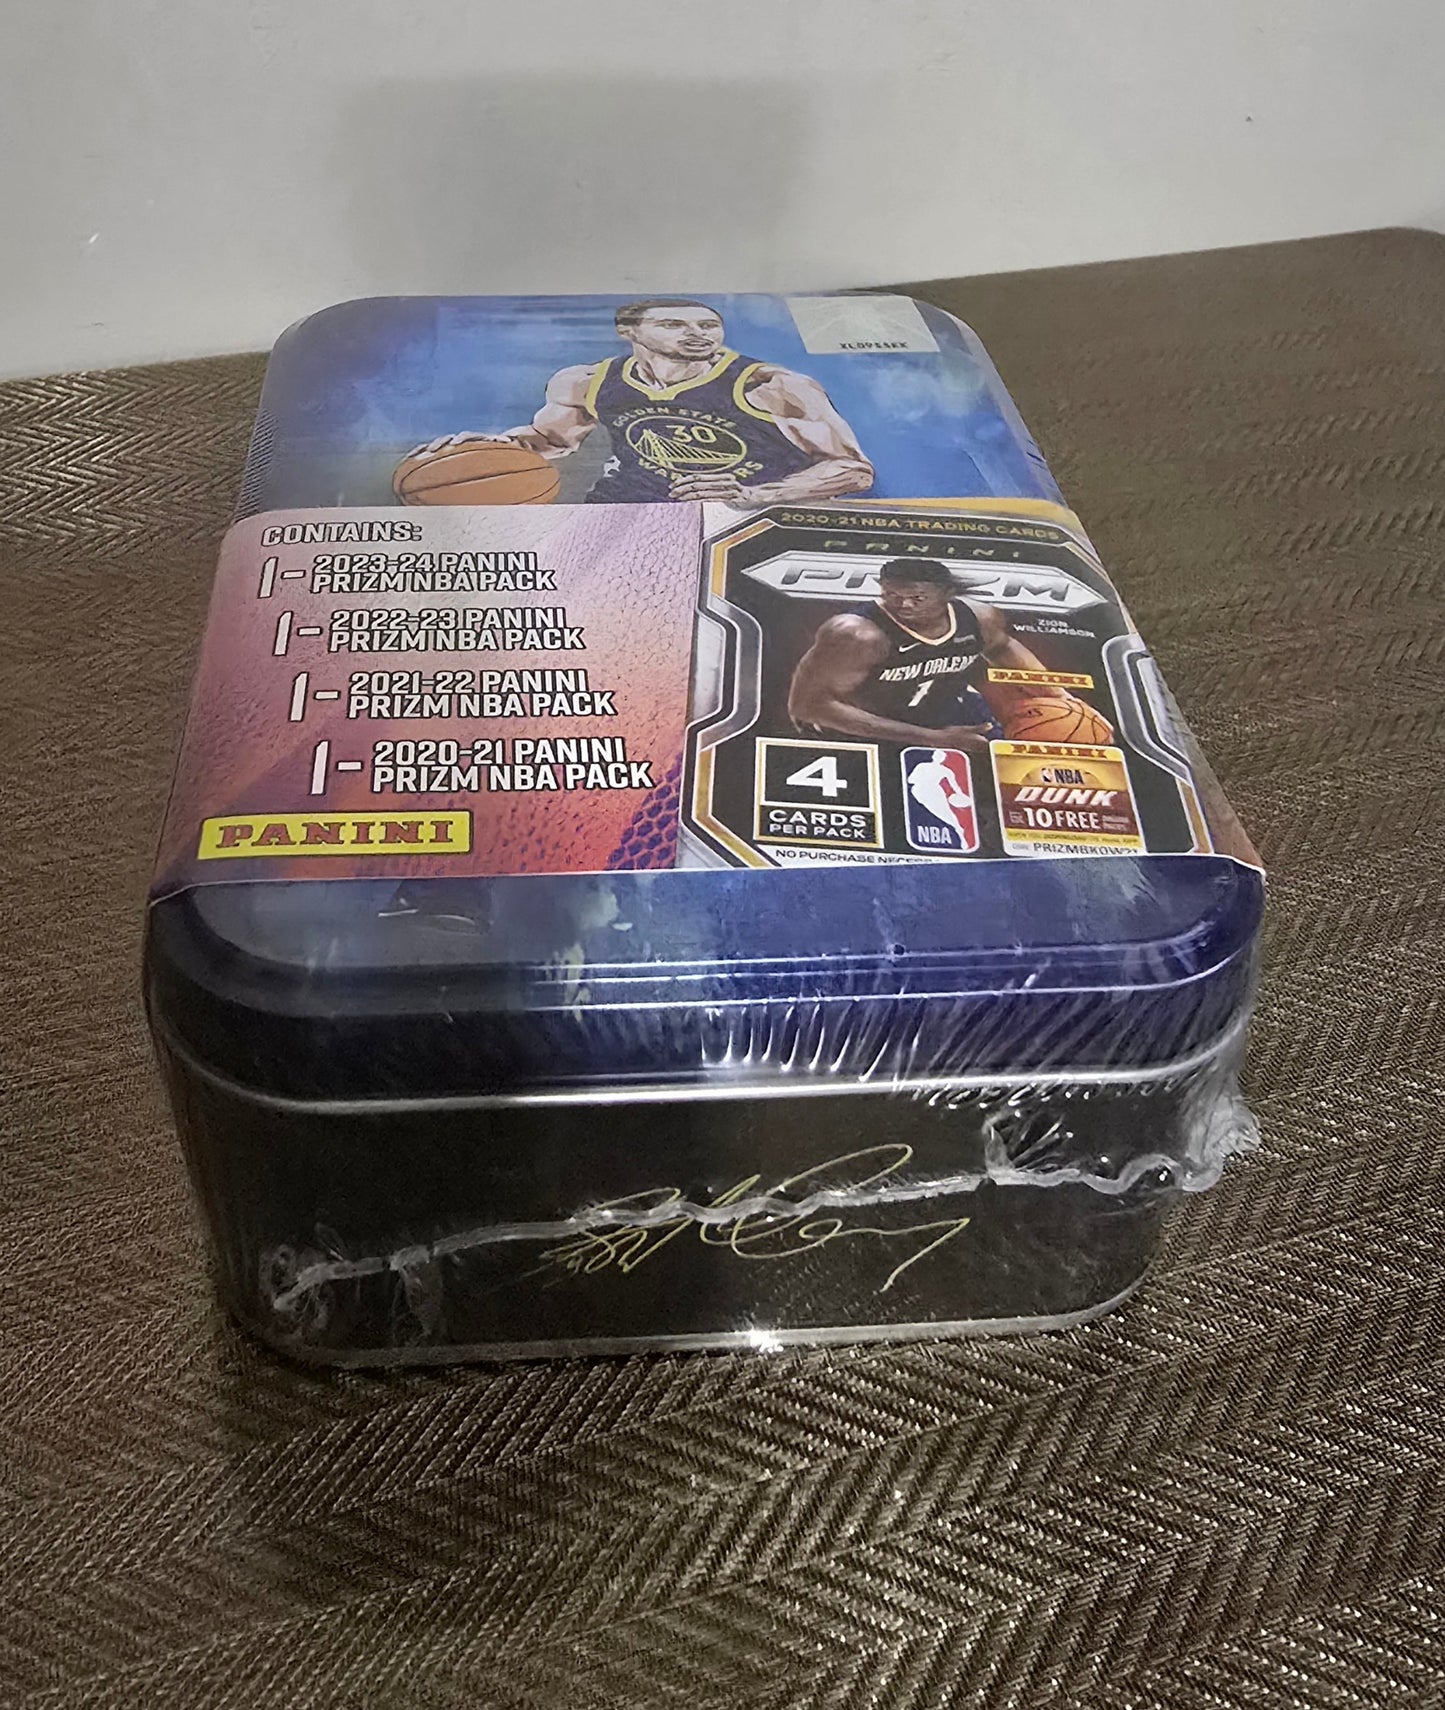 XL0955EK
GOLDEN STATE
30
WARRIORS
CONTAINS:
1 - 2023-24 PANINI
PRIZM NBA PACK
1 - 2022-23 PANINI
PRIZM NBA PACK
1 - 2021-22 PANINI
PRIZM NBA PACK
1 - 2020-21 PANINI
PRIZM NBA PACK
PANINI
2020-21 NBA TRADING CARDS
PANINI
PRIZM
ZION
WILLIAMSON
NEW ORLEAN
1
PANINI
4
CARDS
PER PACK
NBA
PANINI
NBA
DUNK
10 FREE
PRIZMBKOW21
NO PURCHASE NECESS